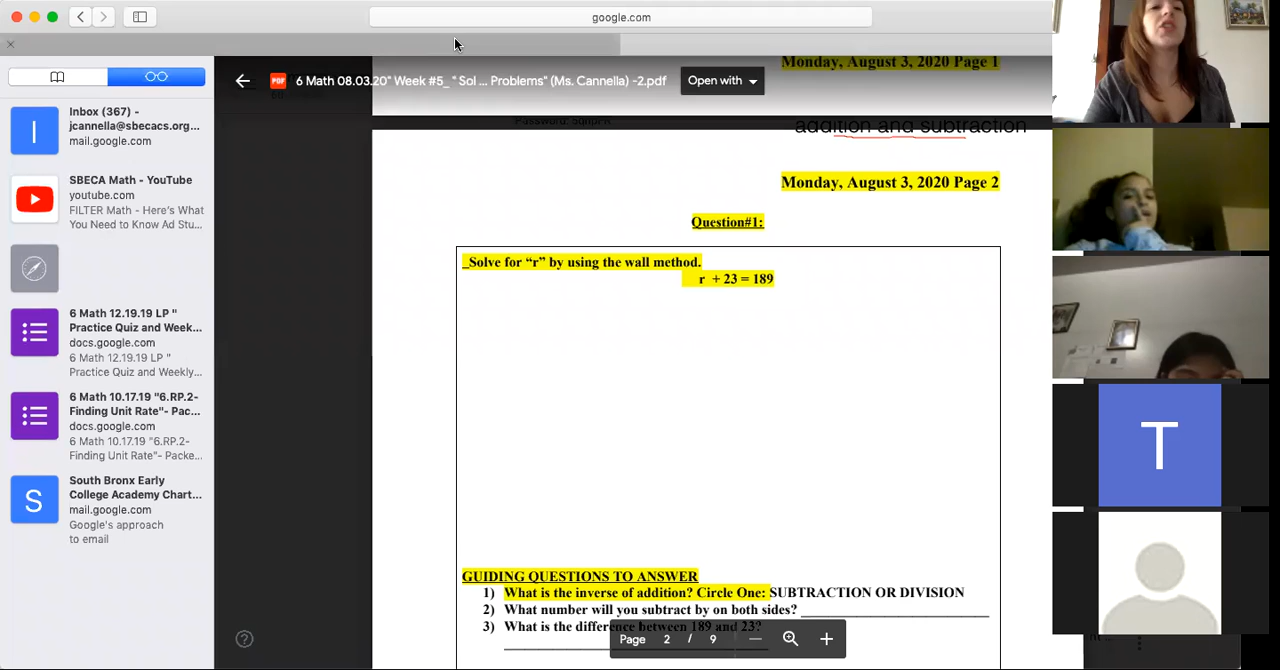 google.com
Inbox (367) -
jcannella@sbecacs.org...
mail.google.com
SBECA Math - YouTube
youtube.com
FILTER Math - Here's What
You Need to Know Ad Stu...
6 Math 12.19.19 LP "
Practice Quiz and Week...
docs.google.com
6 Math 12.19.19 LP "
Practice Quiz and Weekly...
6 Math 10.17.19 "6.RP.2-
Finding Unit Rate"- Pac...
docs.google.com
6 Math 10.17.19 "6.RP.2-
Finding Unit Rate"- Packe...
S
South Bronx Early
College Academy Chart...
mail.google.com
Google's approach
to email
PDF
6 Math 08.03.20" Week #5_ " Sol ... Problems" (Ms. Cannella) -2.pdf
Open with
Monday, August 3, 2020 Page 1
addition and subtraction
Monday, August 3, 2020 Page 2
Question#1:
_Solve for “r” by using the wall method.
r + 23 = 189
GUIDING QUESTIONS TO ANSWER
1) What is the inverse of addition? Circle One: SUBTRACTION OR DIVISION
2) What number will you subtract by on both sides?
3) What is the difference between 189 and 23?
Page 2 / 9
T